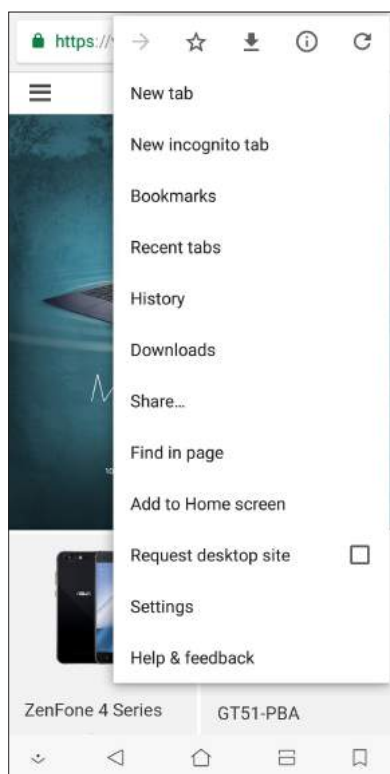 https://
New tab
New incognito tab
Bookmarks
Recent tabs
History
Downloads
Share...
Find in page
Add to Home screen
Request desktop site
Settings
Help & feedback
ZenFone 4 Series
GT51-PBA